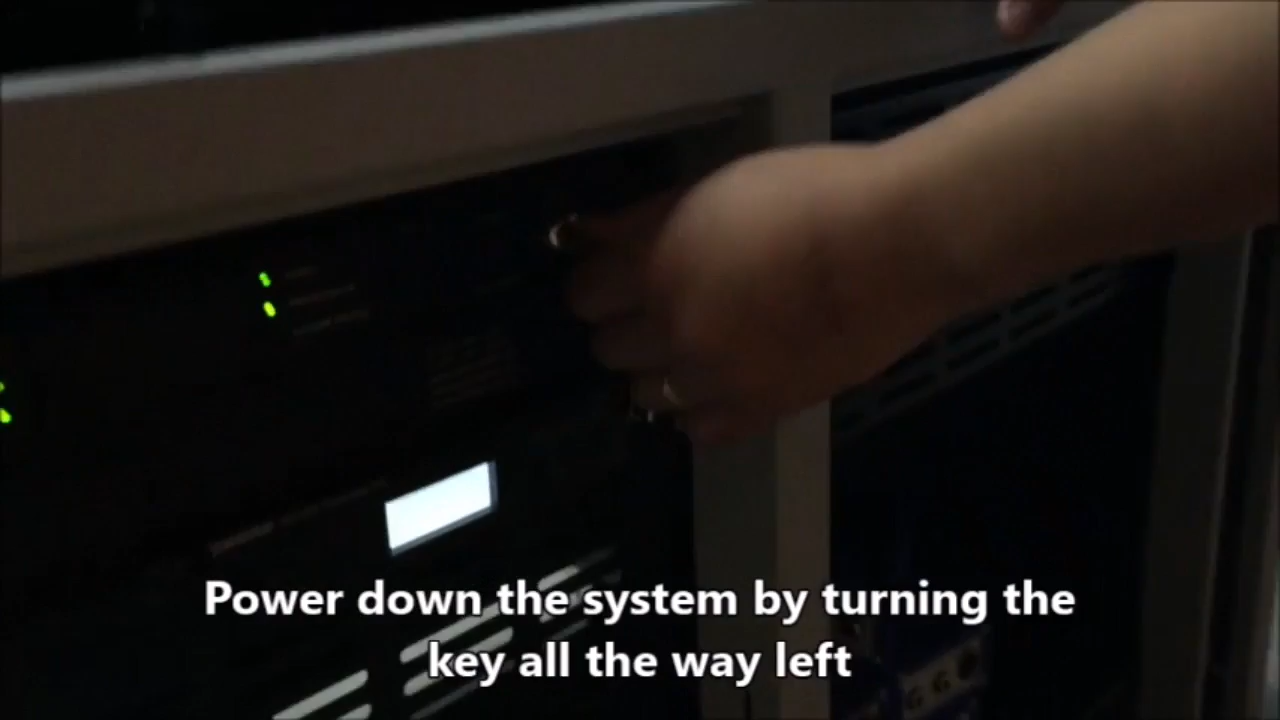 Power down the system by turning the
key all the way left